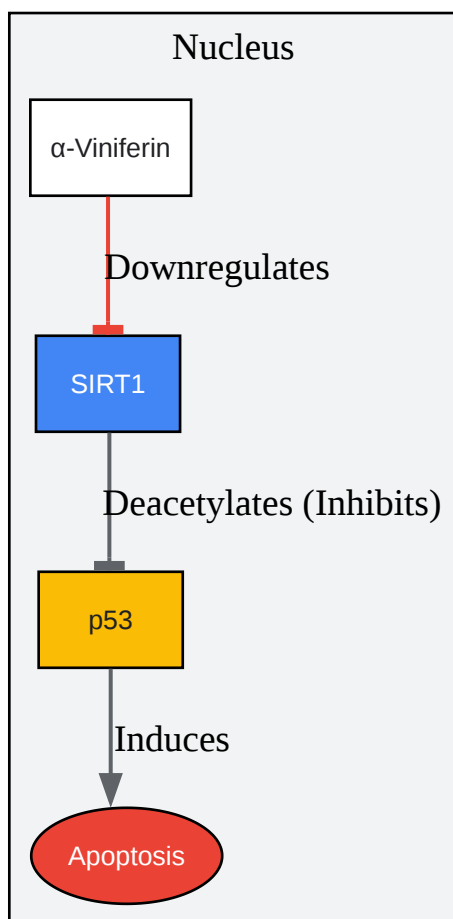 Nucleus
α-Viniferin
Downregulates
SIRT1
Deacetylates (Inhibits)
p53
Induces
Apoptosis